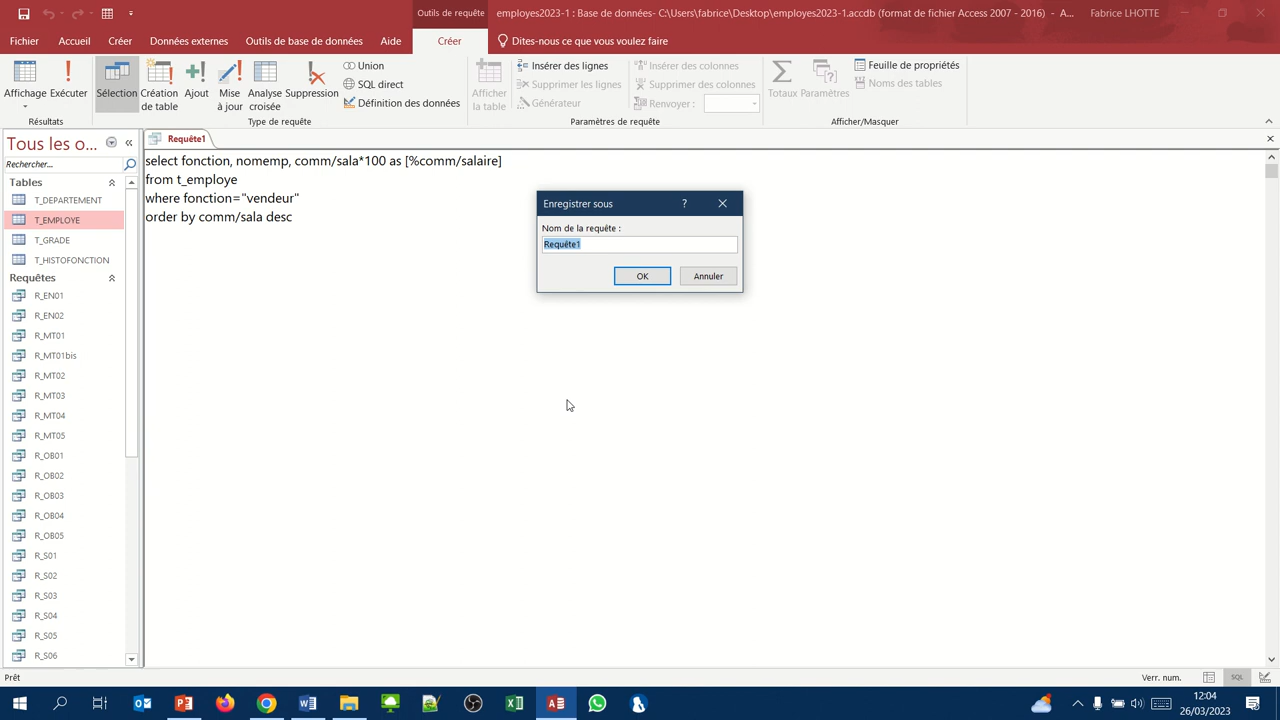 Outils de requête
employes2023-1 : Base de données- C:\Users\fabrice\Desktop\employes2023-1.accdb (format de fichier Access 2007 - 2016) - A...
Fabrice LHOTTE
Fichier
Accueil
Créer
Données externes
Outils de base de données
Aide
Créer
Dites-nous ce que vous voulez faire
Affichage
Exécuter
Résultats
Sélection
Création de table
Ajout
Mise à jour
Analyse croisée
Suppression
Union
SQL direct
Définition des données
Type de requête
Afficher la table
Insérer des lignes
Supprimer les lignes
Générateur
Insérer des colonnes
Supprimer des colonnes
Renvoyer :
Paramètres de requête
Totaux
Paramètres
Feuille de propriétés
Noms des tables
Afficher/Masquer
Tous les o...
Rechercher...
Tables
T_DEPARTEMENT
T_EMPLOYE
T_GRADE
T_HISTOFONCTION
Requêtes
R_EN01
R_EN02
R_MT01
R_MT01bis
R_MT02
R_MT03
R_MT04
R_MT05
R_OB01
R_OB02
R_OB03
R_OB04
R_OB05
R_S01
R_S02
R_S03
R_S04
R_S05
R_S06
Requête1
select fonction, nomemp, comm/sala*100 as [%comm/salaire]
from t_employe
where fonction="vendeur"
order by comm/sala desc
Enregistrer sous
?
Nom de la requête :
Requête1
OK
Annuler
Prêt
Verr. num.
SQL
12:04
26/03/2023